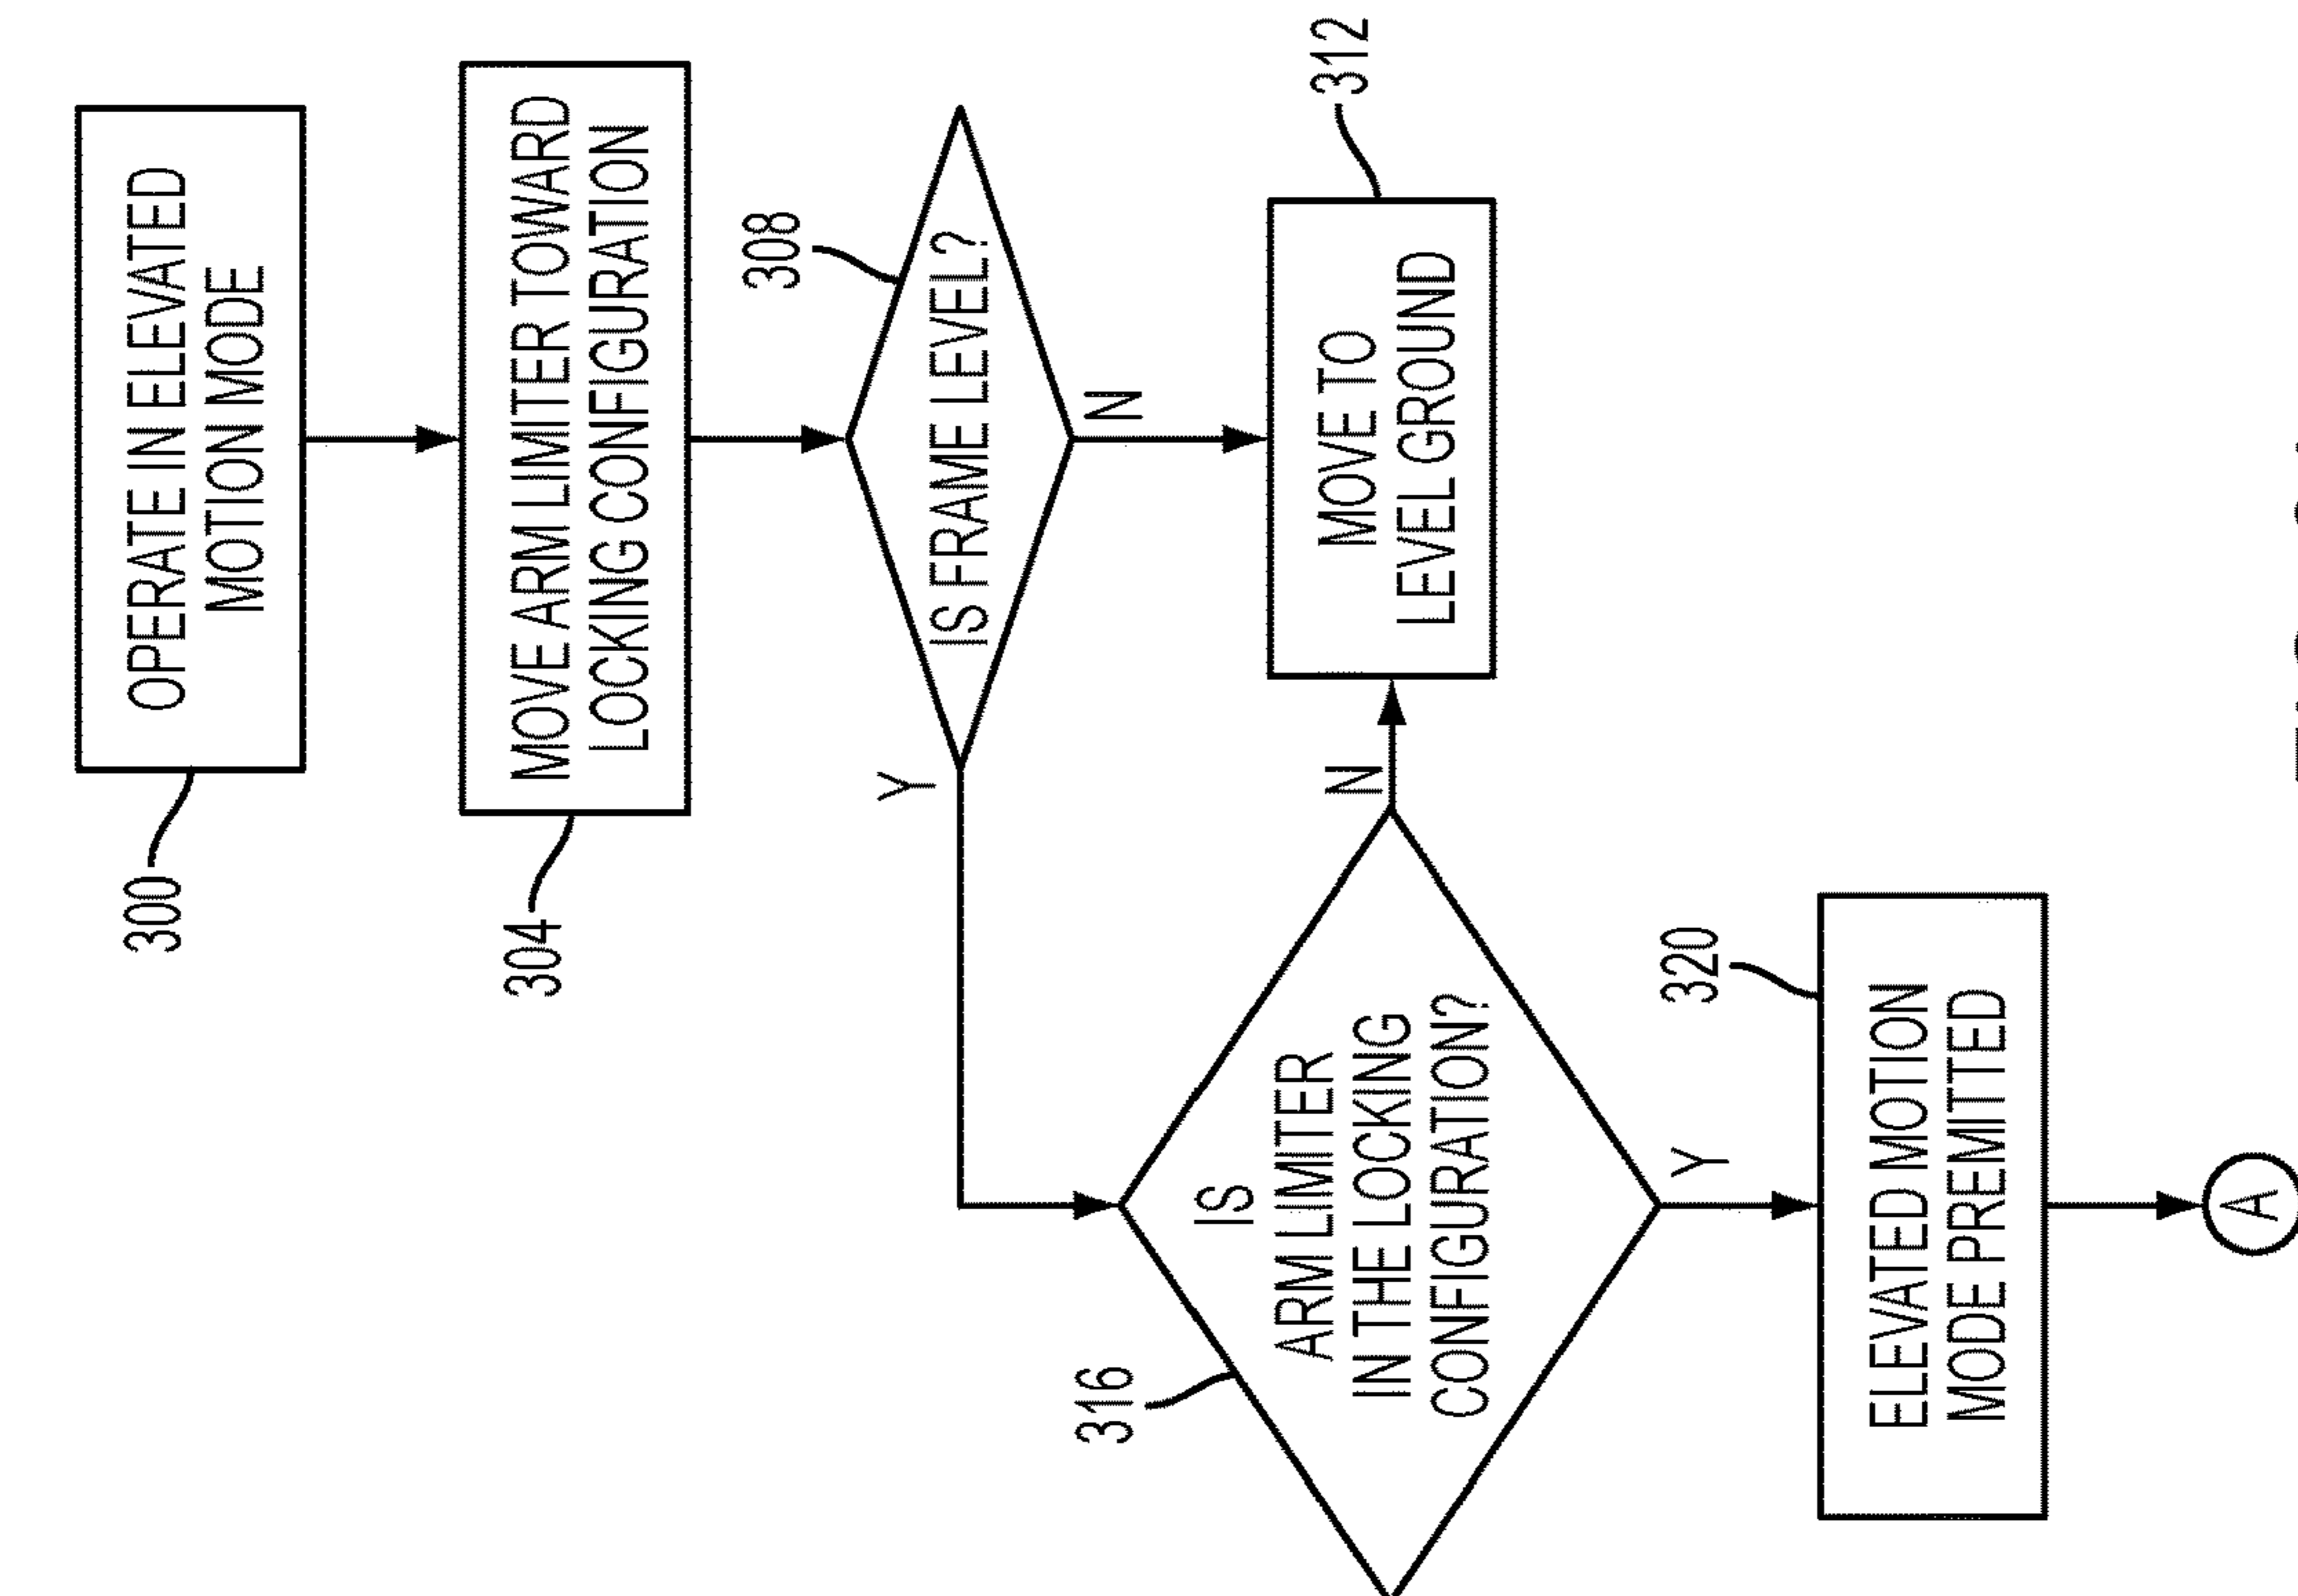 300
OPERATE IN ELEVATED
MOTION MODE
304
MOVE ARM LIMITER TOWARD
LOCKING CONFIGURATION
308
IS FRAME LEVEL?
Y
N
312
MOVE TO
LEVEL GROUND
316
IS
ARM LIMITER
IN THE LOCKING
CONFIGURATION?
N
Y
320
ELEVATED MOTION
MODE PREMITTED
A